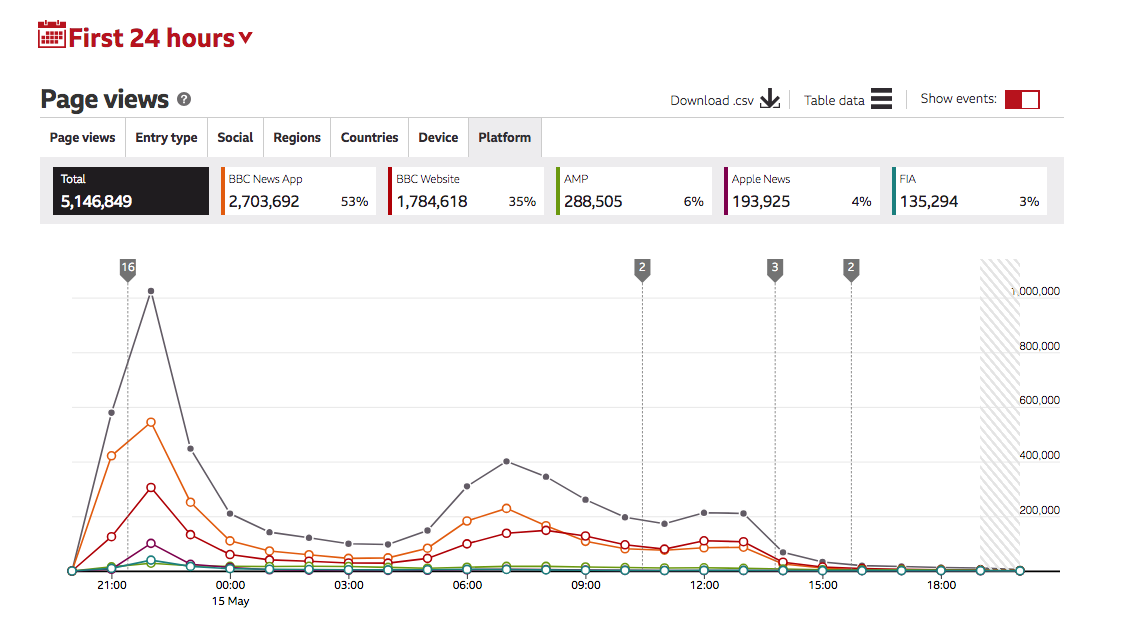 First 24 hours
Page views ?
Download .csv
Table data
Show events:
Page views Entry type Social Regions Countries Device Platform
Total
5,146,849
BBC News App
2,703,692 53%
BBC Website
1,784,618 35%
AMP
288,505 6%
Apple News
193,925 4%
FIA
135,294 3%
16 2 3 2
1,000,000
800,000
600,000
400,000
200,000
21:00 00:00 03:00 06:00 09:00 12:00 15:00 18:00
15 May